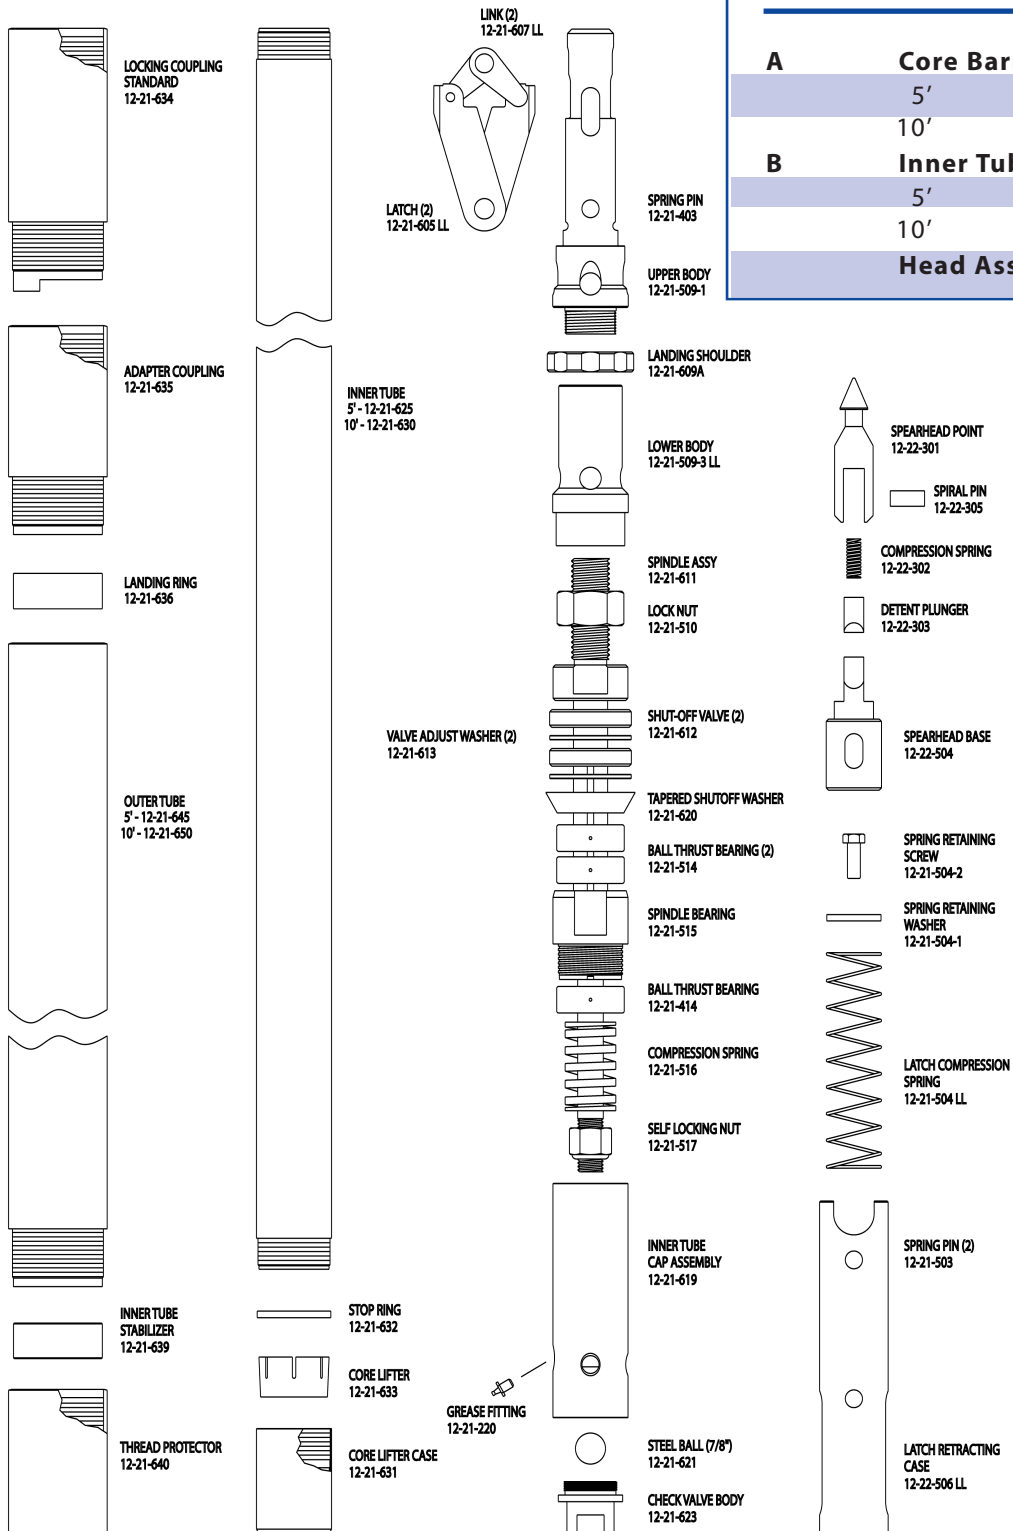 LOCKING COUPLING
STANDARD
12-21-634
ADAPTER COUPLING
12-21-635
LANDING RING
12-21-636
OUTER TUBE
5' - 12-21-645
10' - 12-21-650
INNER TUBE
STABILIZER
12-21-639
THREAD PROTECTOR
12-21-640
INNER TUBE
5' - 12-21-625
10' - 12-21-630
STOP RING
12-21-632
CORE LIFTER
12-21-633
CORE LIFTER CASE
12-21-631
LINK (2)
12-21-607 LL
LATCH (2)
12-21-605 LL
VALVE ADJUST WASHER (2)
12-21-613
GREASE FITTING
12-21-220
SPRING PIN
12-21-403
UPPER BODY
12-21-509-1
LANDING SHOULDER
12-21-609A
LOWER BODY
12-21-509-3 LL
SPINDLE ASSY
12-21-611
LOCK NUT
12-21-510
SHUT-OFF VALVE (2)
12-21-612
TAPERED SHUTOFF WASHER
12-21-620
BALL THRUST BEARING (2)
12-21-514
SPINDLE BEARING
12-21-515
BALL THRUST BEARING
12-21-414
COMPRESSION SPRING
12-21-516
SELF LOCKING NUT
12-21-517
INNER TUBE
CAP ASSEMBLY
12-21-619
STEEL BALL (7/8")
12-21-621
CHECK VALVE BODY
12-21-623
A Core Bar
5′
10′
B Inner Tub
5′
10′
Head Ass
SPEARHEAD POINT
12-22-301
SPIRAL PIN
12-22-305
COMPRESSION SPRING
12-22-302
DETENT PLUNGER
12-22-303
SPEARHEAD BASE
12-22-504
SPRING RETAINING
SCREW
12-21-504-2
SPRING RETAINING
WASHER
12-21-504-1
LATCH COMPRESSION
SPRING
12-21-504 LL
SPRING PIN (2)
12-21-503
LATCH RETRACTING
CASE
12-22-506 LL